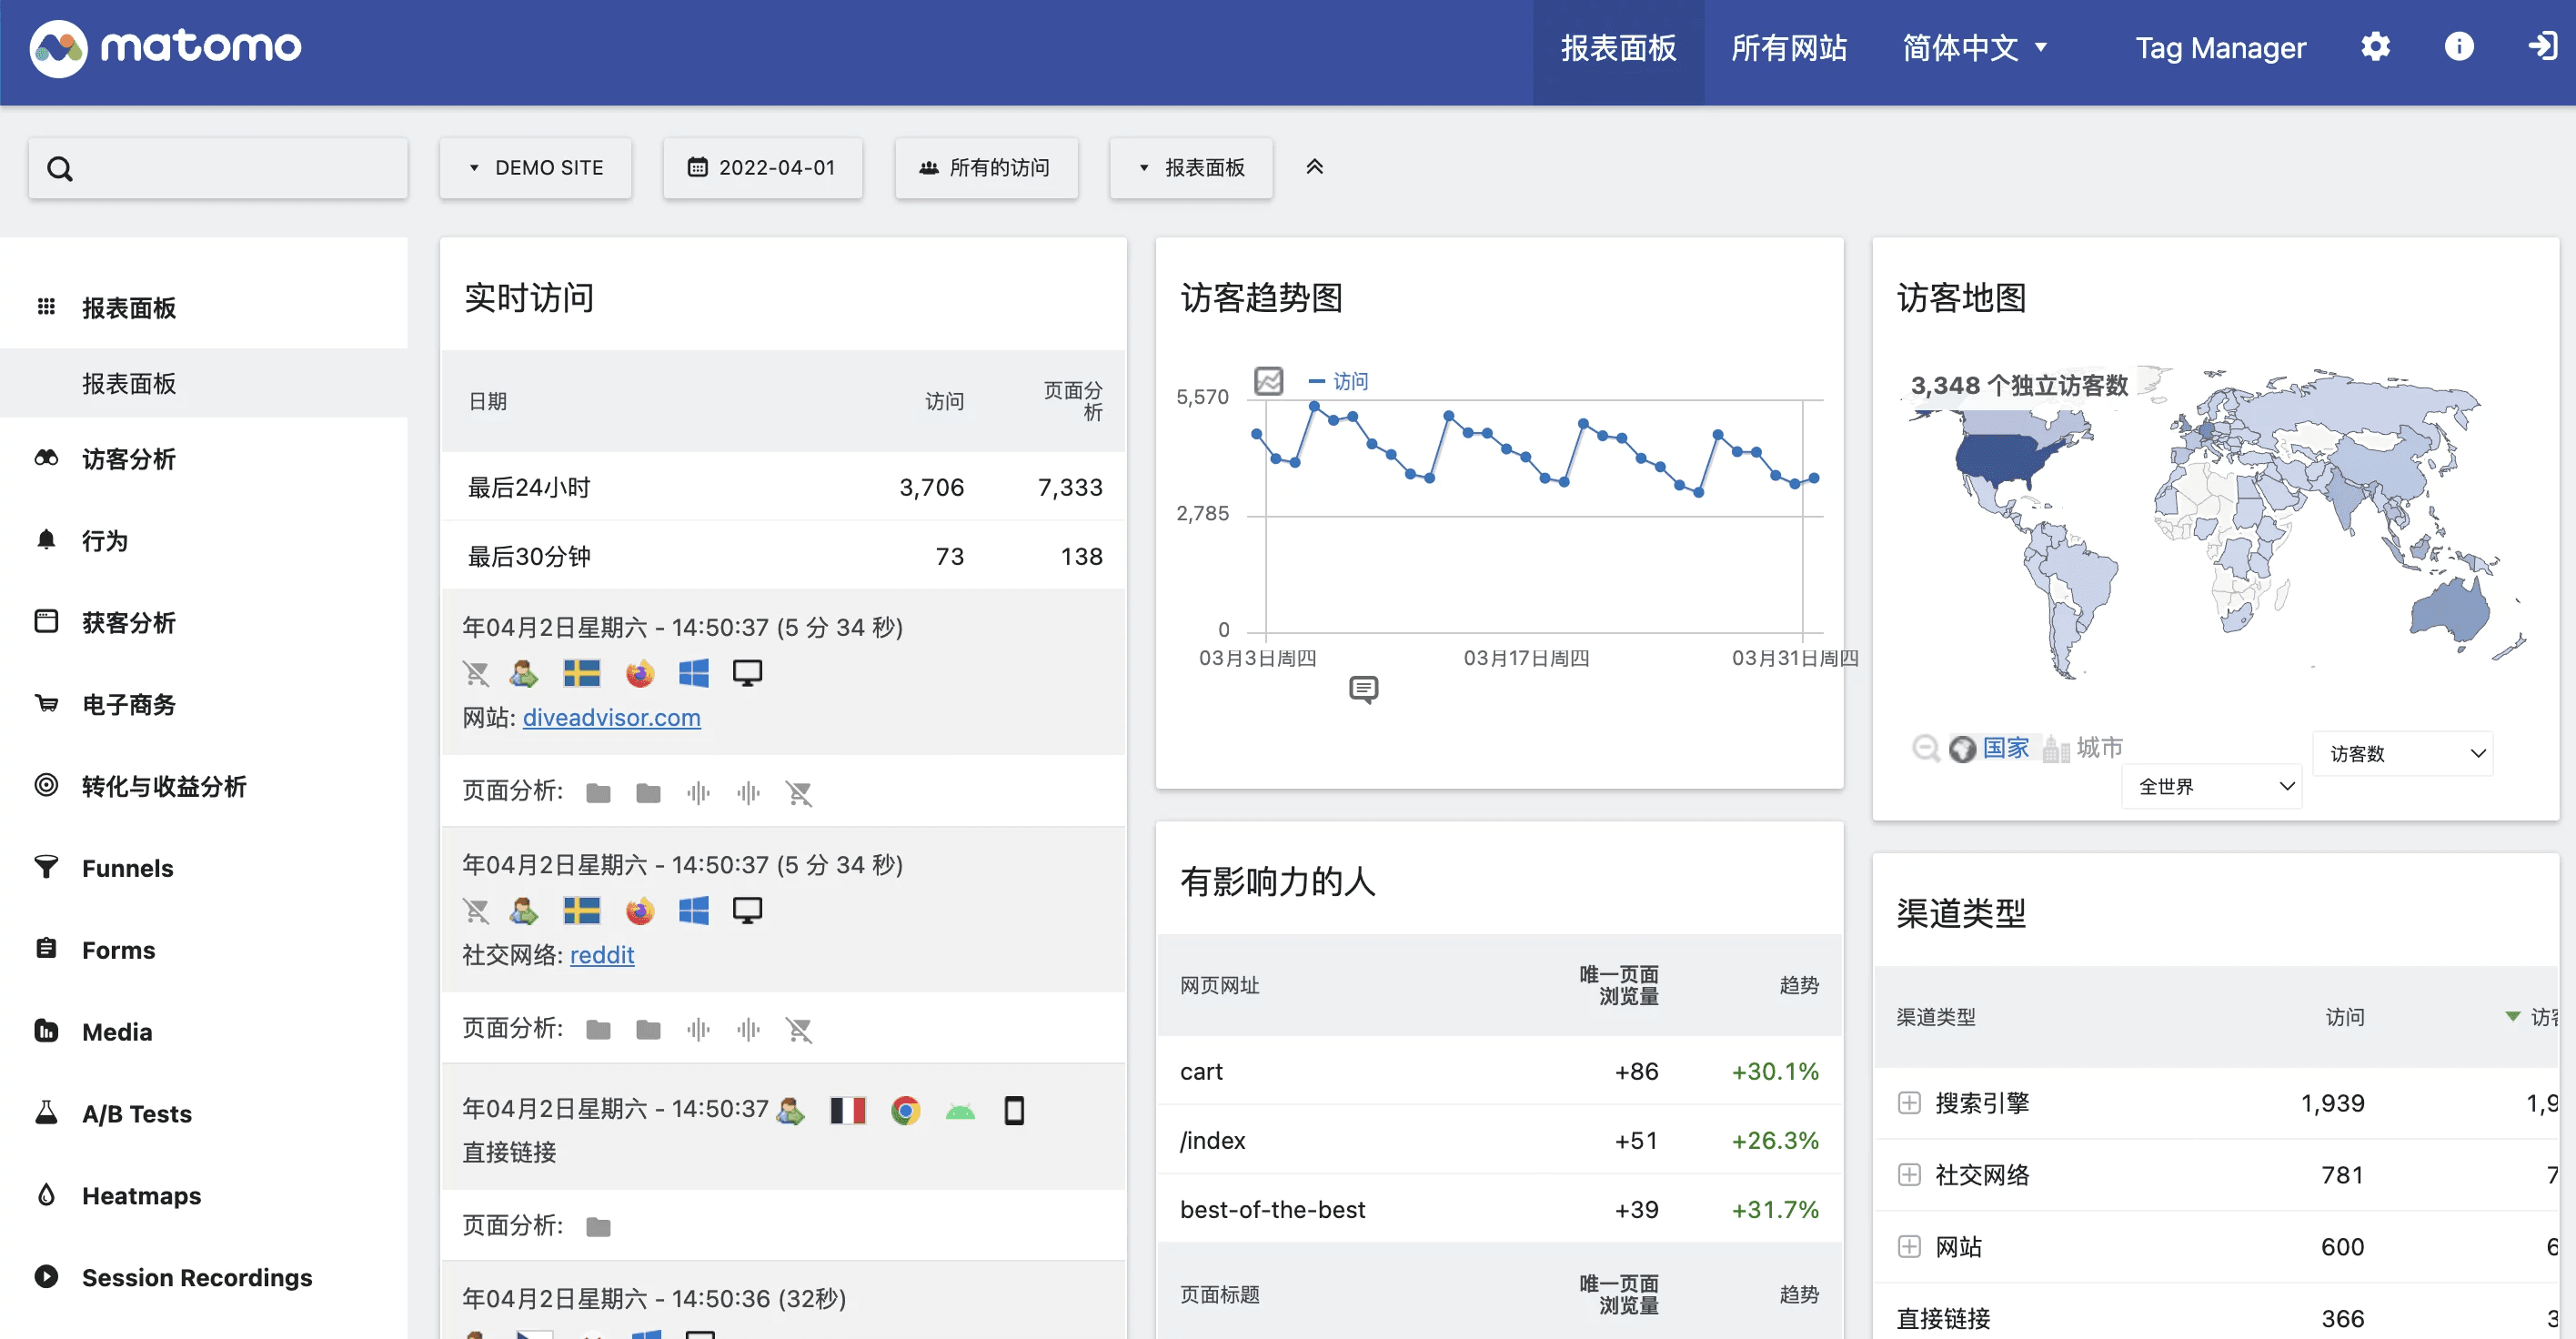 matomo
报表面板
所有网站
简体中文
Tag Manager
DEMO SITE
2022-04-01
所有的访问
报表面板
报表面板
报表面板
访客分析
行为
获客分析
电子商务
转化与收益分析
Funnels
Forms
Media
A/B Tests
Heatmaps
Session Recordings
实时访问
日期 访问 页面分
析
最后24小时 3,706 7,333
最后30分钟 73 138
年04月2日星期六 - 14:50:37 (5 分 34 秒)
网站: diveadvisor.com
页面分析:
年04月2日星期六 - 14:50:37 (5 分 34 秒)
社交网络: reddit
页面分析:
年04月2日星期六 - 14:50:37
直接链接
页面分析:
年04月2日星期六 - 14:50:36 (32秒)
访客趋势图
访问
5,570
2,785
0
03月3日周四 03月17日周四 03月31日周四
有影响力的人
网页网址 唯一页面
浏览量 趋势
cart +86 +30.1%
/index +51 +26.3%
best-of-the-best +39 +31.7%
页面标题 唯一页面
浏览量 趋势
访客地图
3,348 个独立访客数
国家 城市
访客数
全世界
渠道类型
渠道类型 访问
搜索引擎 1,939
社交网络 781
网站 600
直接链接 366